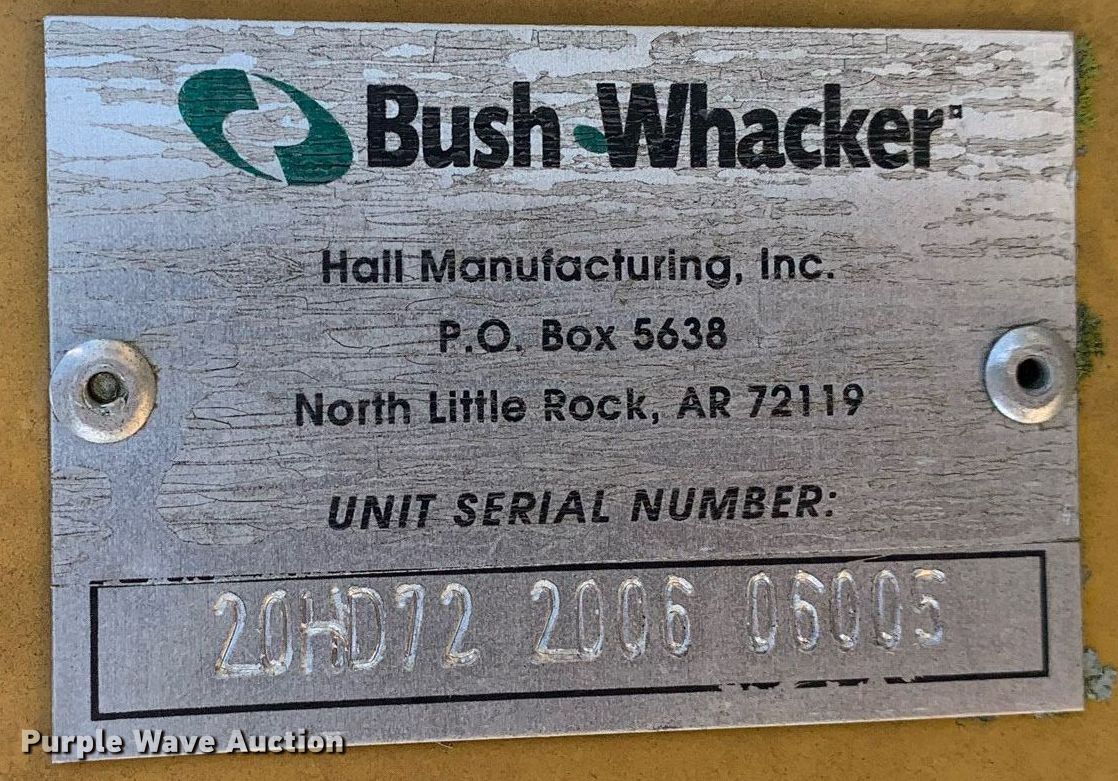 Bush Whacker
Hall Manufacturing, Inc.
P.O. Box 5638
North Little Rock, AR 72119
UNIT SERIAL NUMBER:
20HD72 2006 06005
Purple Wave Auction